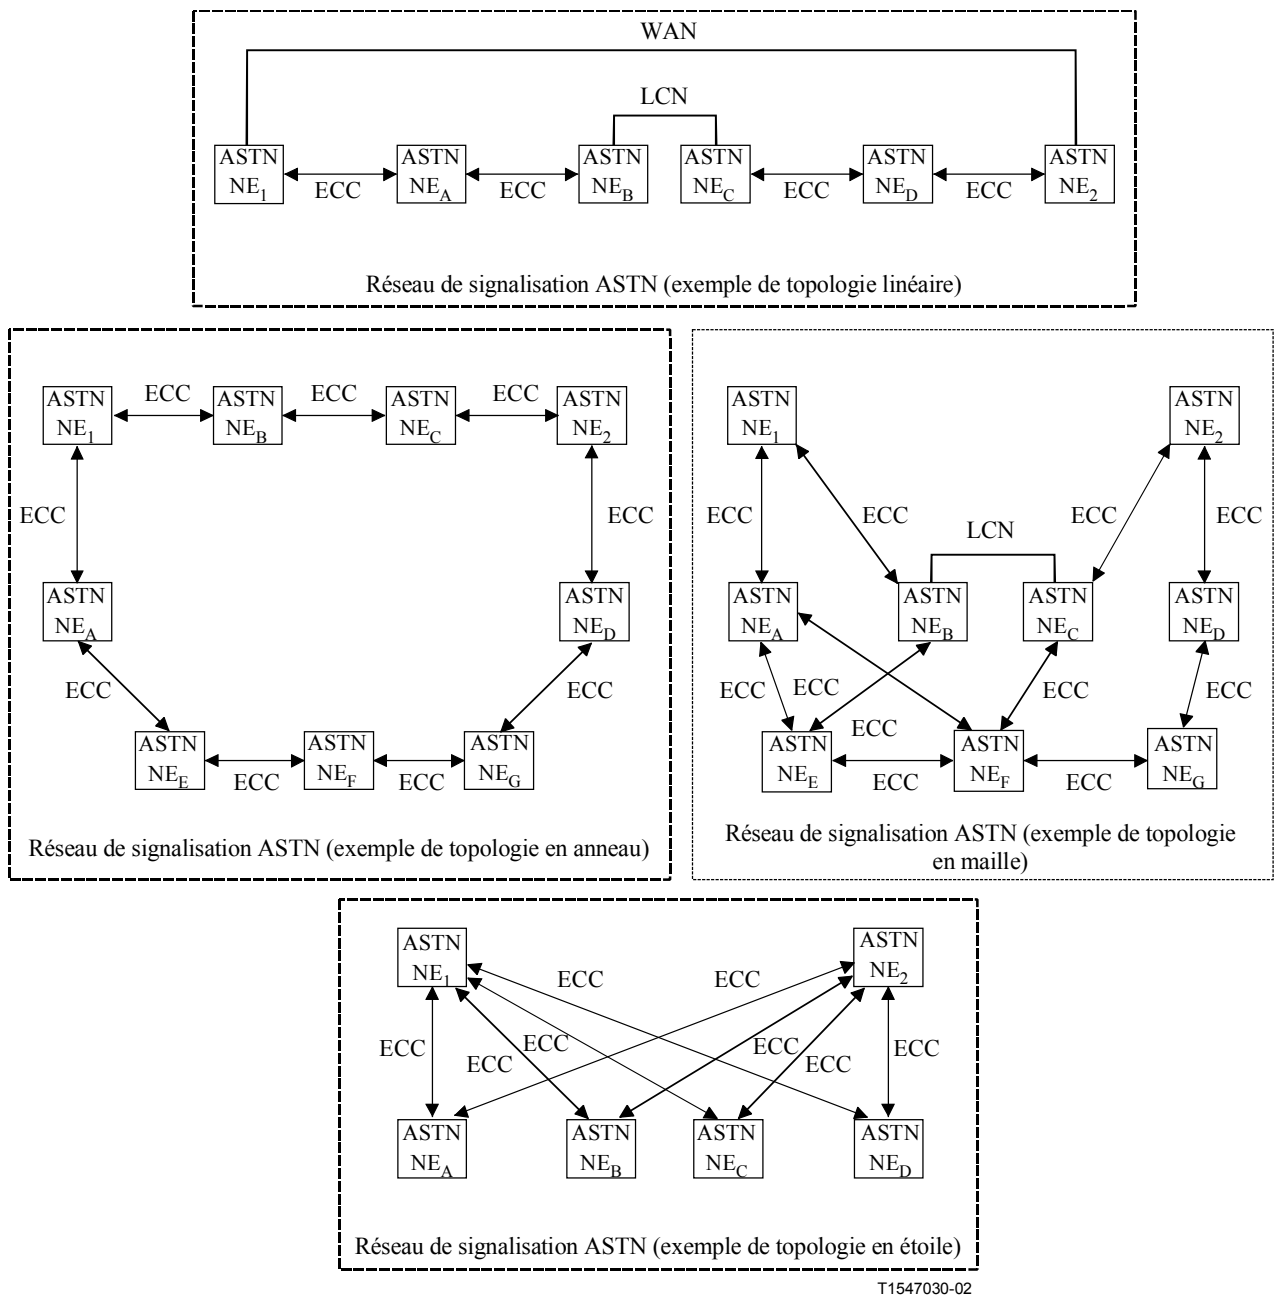 WAN
LCN
ASTN ASTN ASTN ASTN ASTN ASTN
NE1 ECC NEA ECC NEB NEC ECC NED ECC NE2
Réseau de signalisation ASTN (exemple de topologie linéaire)
ASTN ECC ASTN ECC ASTN ECC ASTN
NE1 NEB NEC NE2
ECC ECC
ASTN ASTN
NEA NED
ECC ECC
ASTN ASTN ASTN
NEE ECC NEF ECC NEG
Réseau de signalisation ASTN (exemple de topologie en anneau)
ASTN ASTN
NE1 NE2
ECC ECC ECC ECC
LCN
ASTN ASTN ASTN ASTN
NEA NEB NEC NED
ECC ECC ECC ECC
ECC
ASTN ASTN ASTN
NEE ECC NEF ECC NEG
Réseau de signalisation ASTN (exemple de topologie
en maille)
ASTN ASTN
NE1 NE2
ECC ECC
ECC ECC ECC ECC
ECC ECC
ASTN ASTN ASTN ASTN
NEA NEB NEC NED
Réseau de signalisation ASTN (exemple de topologie en étoile)
T1547030-02